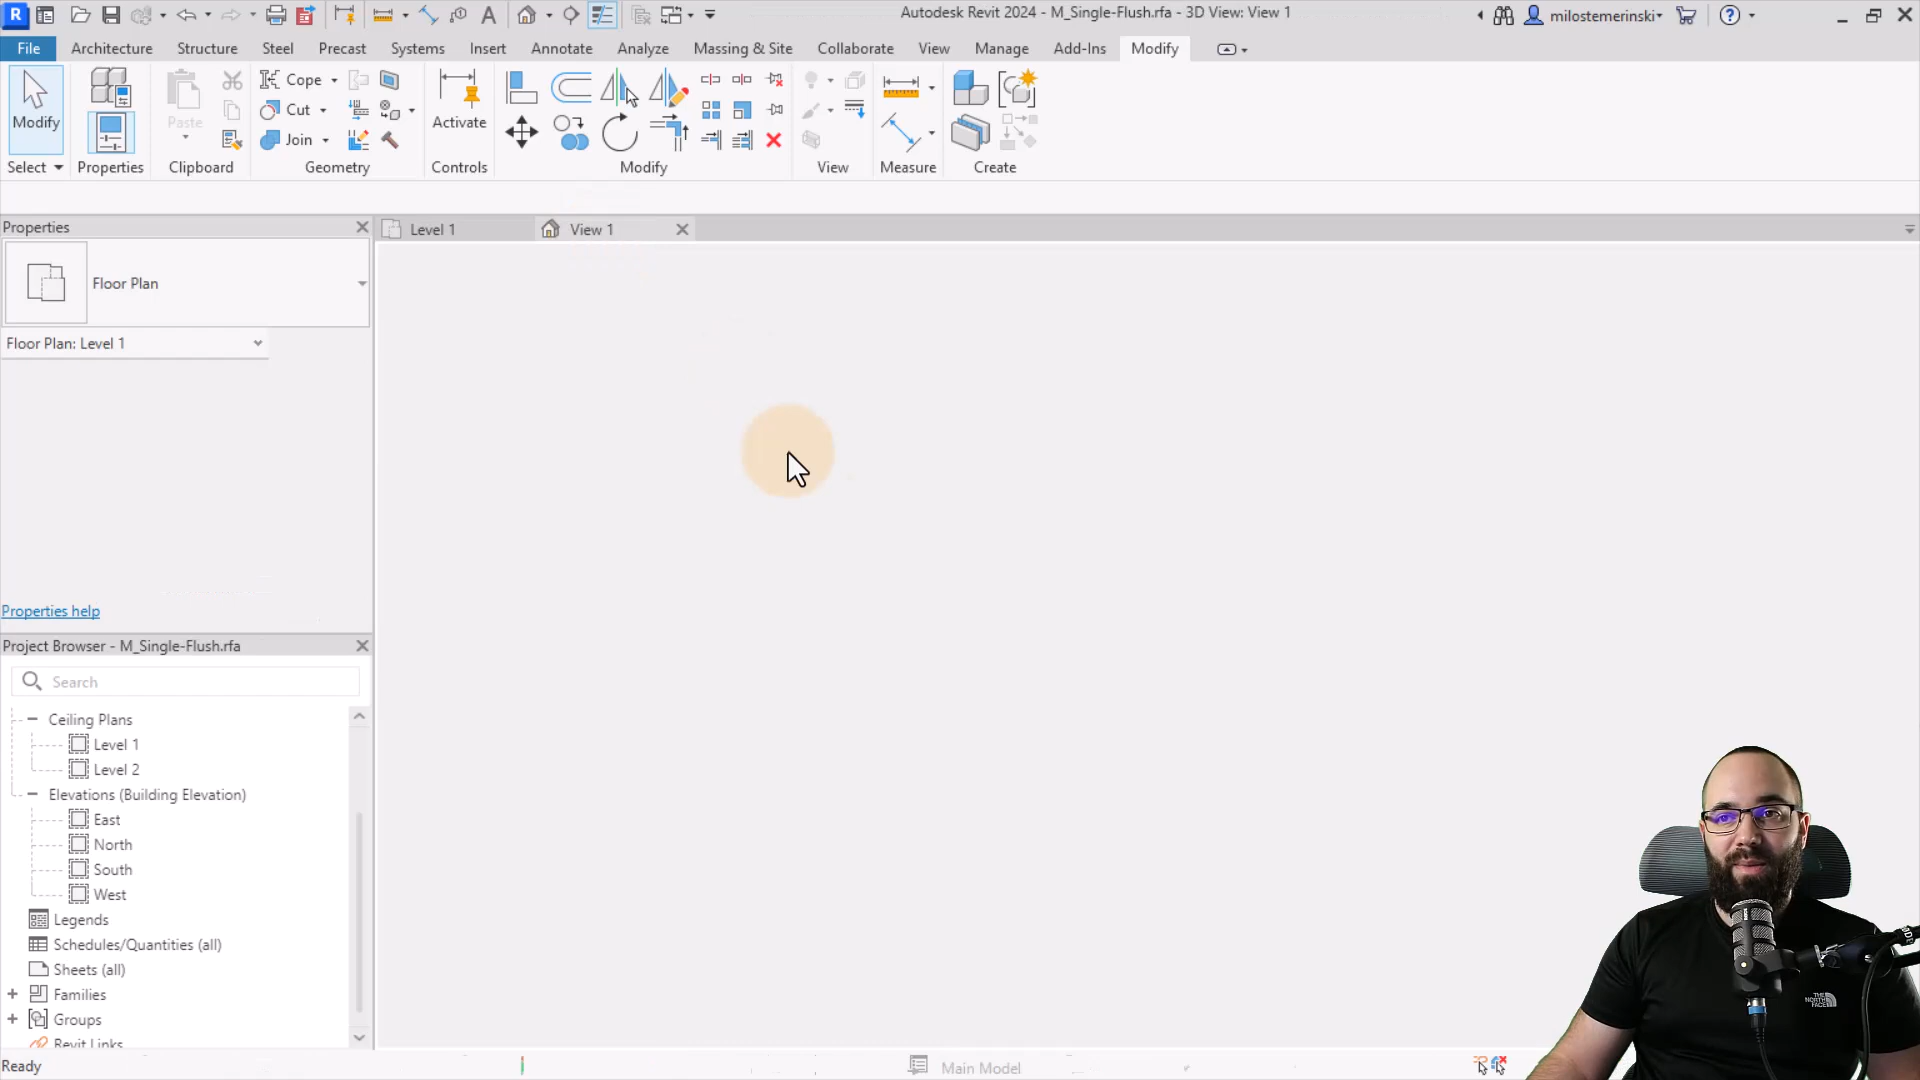 Autodesk Revit 2024 - M_Single-Flush.rfa - 3D View: View 1
milostemerinski
File Architecture Structure Steel Precast Systems Insert Annotate Analyze Massing & Site Collaborate View Manage Add-Ins Modify
Modify
Paste
Cope
Cut
Join
Activate
Select Properties Clipboard Geometry Controls Modify View Measure Create
Properties
Level 1
View 1
Floor Plan
Floor Plan: Level 1
Properties help
Project Browser - M_Single-Flush.rfa
Search
Ceiling Plans
Level 1
Level 2
Elevations (Building Elevation)
East
North
South
West
Legends
Schedules/Quantities (all)
Sheets (all)
Families
Groups
Revit Links
Ready
Main Model
THE
NORTH
FACE